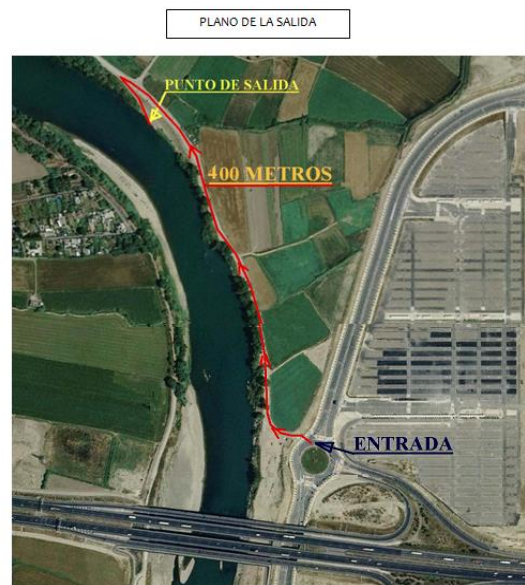 PLANO DE LA SALIDA
PUNTO DE SALIDA
400 METROS
ENTRADA